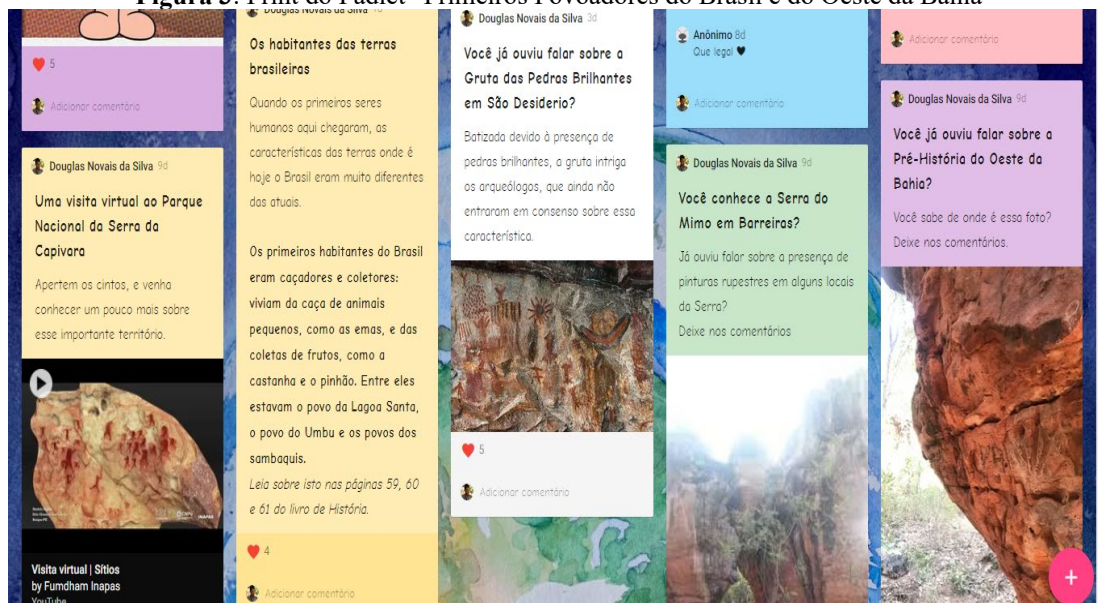 Figura 3: Print do Padlet "Primeiros Povoadores do Brasil e do Oeste da Bahia"
5
Adicionar comentário
Douglas Novais da Silva 9d
Uma visita virtual ao Parque
Nacional da Serra da
Capivara
Apertem os cintos, e venha
conhecer um pouco mais sobre
esse importante território.
Visita virtual | Sítios
by Fumdham Inapas
YouTube
Douglas Novais da Silva
Os habitantes das terras
brasileiras
Quando os primeiros seres
humanos aqui chegaram, as
características das terras onde é
hoje o Brasil eram muito diferentes
das atuais.
Os primeiros habitantes do Brasil
eram caçadores e coletores:
viviam da caça de animais
pequenos, como as emas, e das
coletas de frutos, como a
castanha e o pinhão. Entre eles
estavam o povo da Lagoa Santa,
o povo do Umbu e os povos dos
sambaquis.
Leia sobre isto nas páginas 59, 60
e 61 do livro de História.
4
Adicionar comentário
Douglas Novais da Silva 3d
Você já ouviu falar sobre a
Gruta das Pedras Brilhantes
em São Desiderio?
Batizada devido à presença de
pedras brilhantes, a gruta intriga
os arqueólogos, que ainda não
entraram em consenso sobre essa
característica.
5
Adicionar comentário
Anônimo 8d
Que legal 🖤
Adicionar comentário
Douglas Novais da Silva 9d
Você conhece a Serra do
Mimo em Barreiras?
Já ouviu falar sobre a presença de
pinturas rupestres em alguns locais
da Serra?
Deixe nos comentários
Adicionar comentário
Douglas Novais da Silva 9d
Você já ouviu falar sobre a
Pré-História do Oeste da
Bahia?
Você sabe de onde é essa foto?
Deixe nos comentários.
+